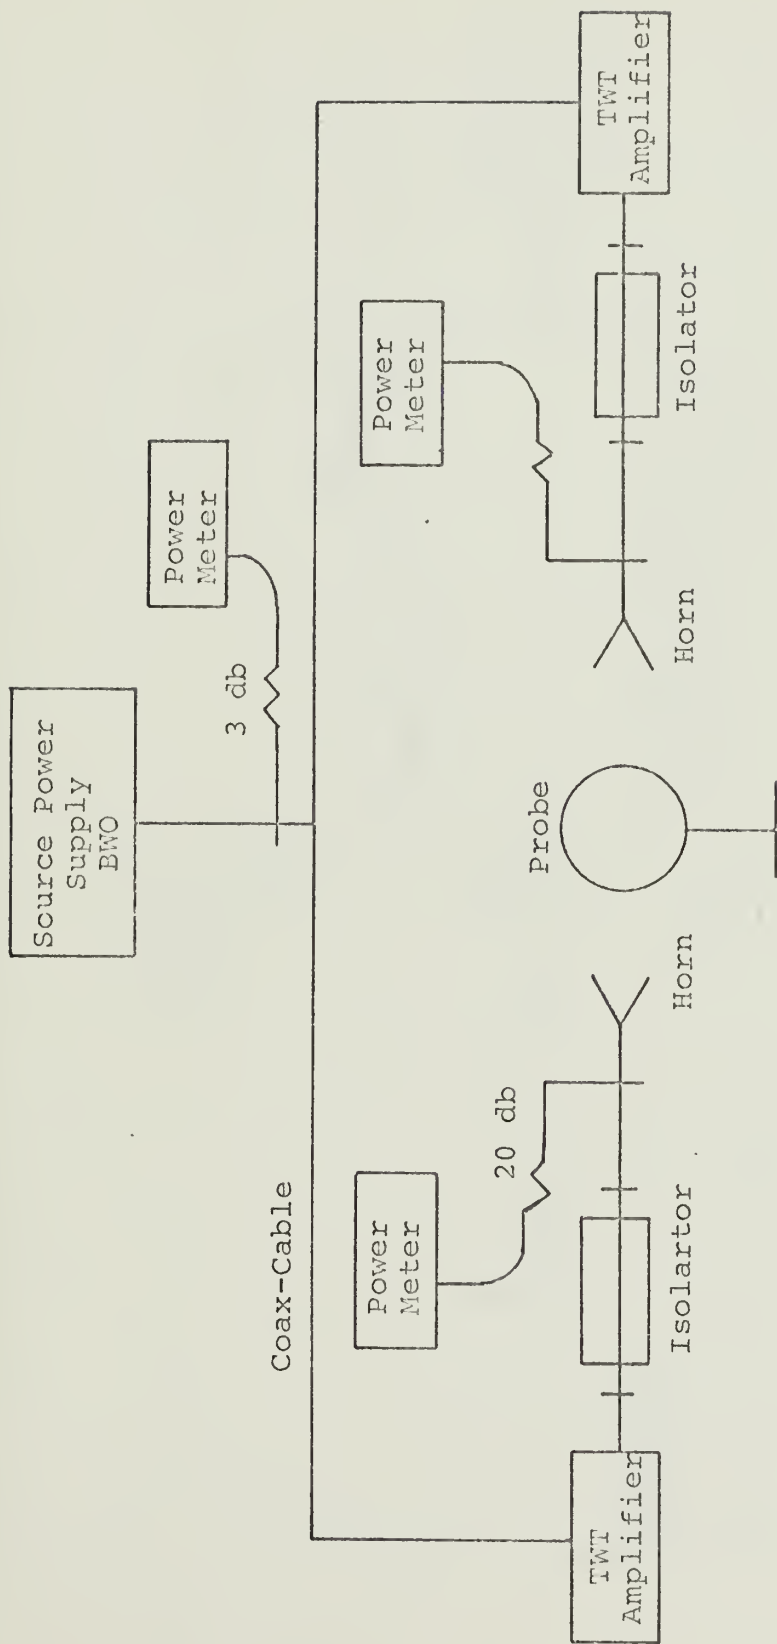 Source Power
Supply
BWO
Power
Meter
3 db
Coax-Cable
Power
Meter
20 db
Power
Meter
TWT
Amplifier
Isolartor
Horn
Probe
Horn
Isolator
TWT
Amplifier